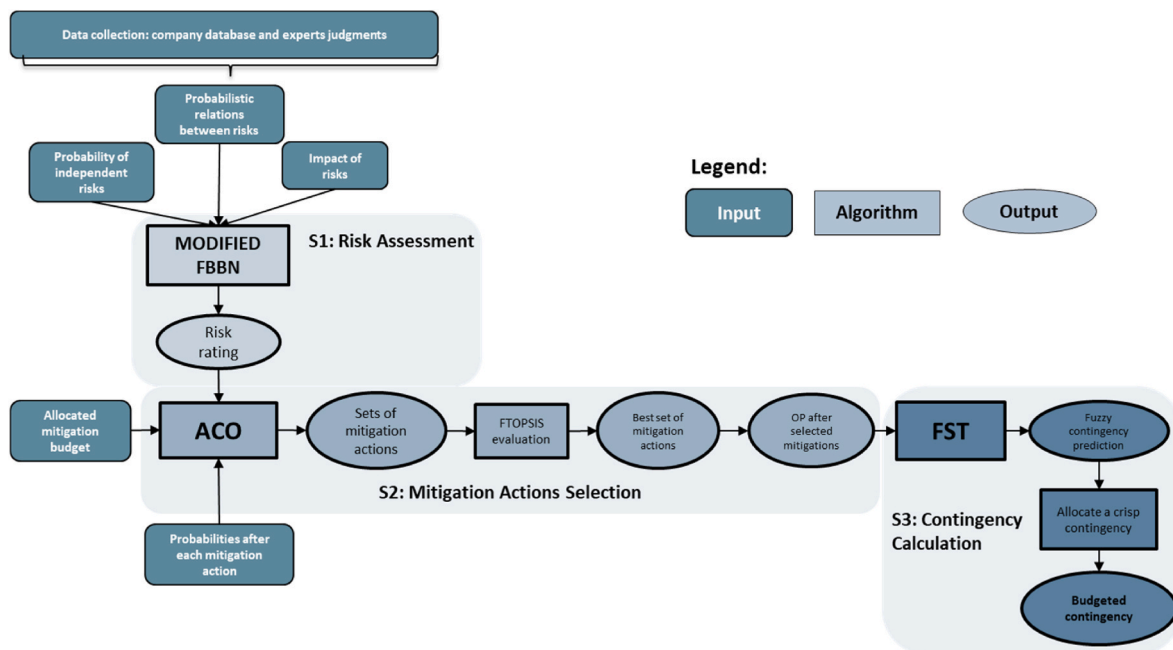 Data collection: company database and experts judgments
Probabilistic
relations
between risks
Probability of
independent
risks
Impact of
risks
Legend:
Input
Algorithm
Output
MODIFIED
FBBN
S1: Risk Assessment
Risk
rating
Allocated
mitigation
budget
ACO
Sets of
mitigation
actions
FTOPSIS
evaluation
Best set of
mitigation
actions
OP after
selected
mitigations
FST
Fuzzy
contingency
prediction
S2: Mitigation Actions Selection
Probabilities after
each mitigation
action
S3: Contingency
Calculation
Allocate a crisp
contingency
Budgeted
contingency